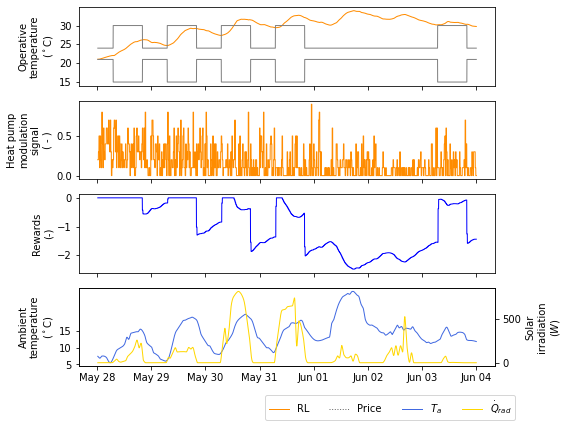 Operative
temperature
(°C)
30
25
20
15
Heat pump
modulation
signal
( - )
0.5
0.0
Rewards
(-)
0
−1
−2
Ambient
temperature
(°C)
15
10
5
500
0
Solar
irradiation
(W)
May 28 May 29 May 30 May 31 Jun 01 Jun 02 Jun 03 Jun 04
RL Price T_a Q̇_rad